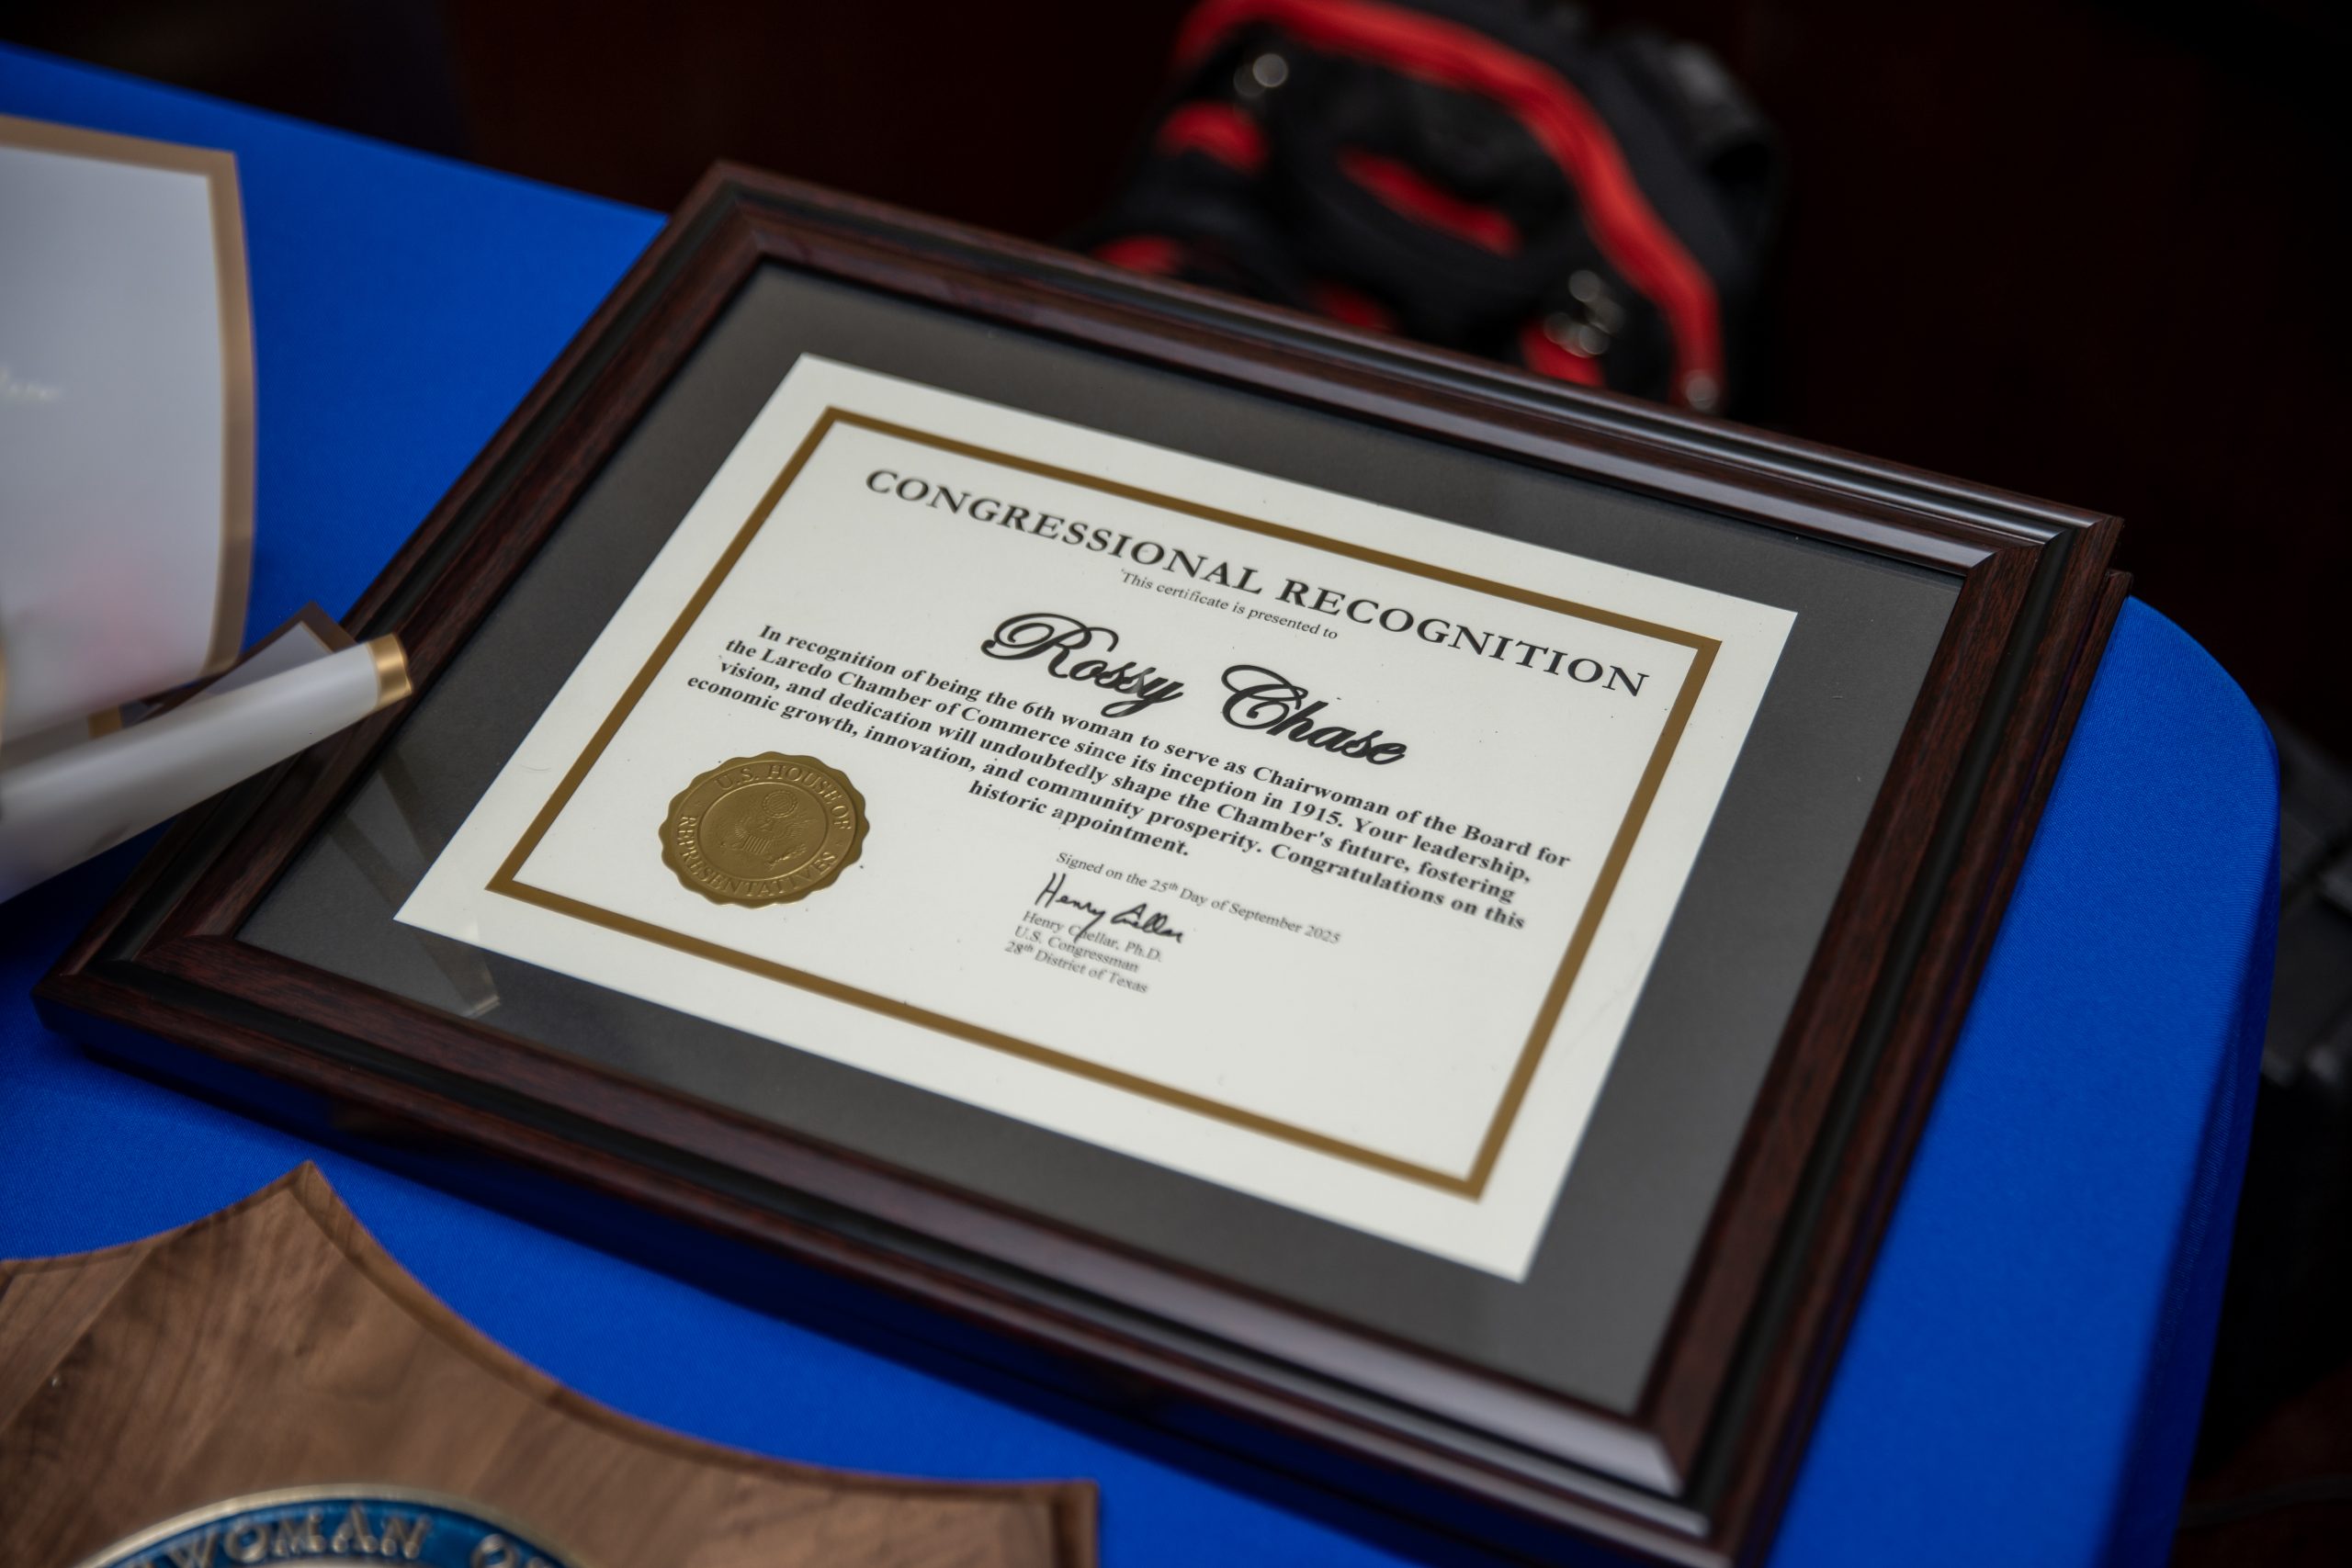 CONGRESSIONAL RECOGNITION
This certificate is presented to
Rossy Chase
In recognition of being the 6th woman to serve as Chairwoman of the Board for
the Laredo Chamber of Commerce since its inception in 1915. Your leadership,
vision, and dedication will undoubtedly shape the Chamber's future, fostering
economic growth, innovation, and community prosperity. Congratulations on this
historic appointment.
U.S. HOUSE OF
REPRESENTATIVES
Signed on the 25th Day of September 2025
Henry Cuellar
Henry Cuellar, Ph.D.
U.S. Congressman
28th District of Texas
WOMAN